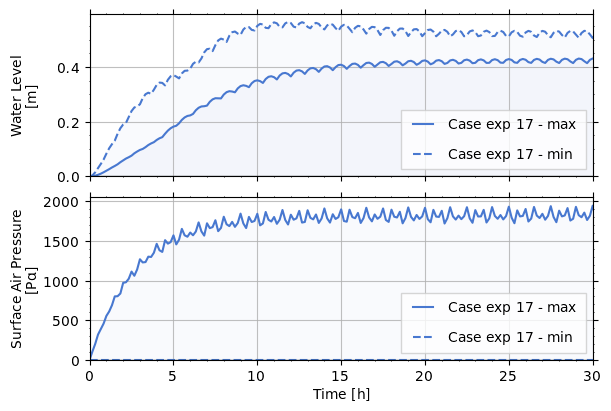 Water Level
[m]
0.4
0.2
0.0
Case exp 17 - max
Case exp 17 - min
Surface Air Pressure
[Pa]
2000
1500
1000
500
0
Case exp 17 - max
Case exp 17 - min
0 5 10 15 20 25 30
Time [h]